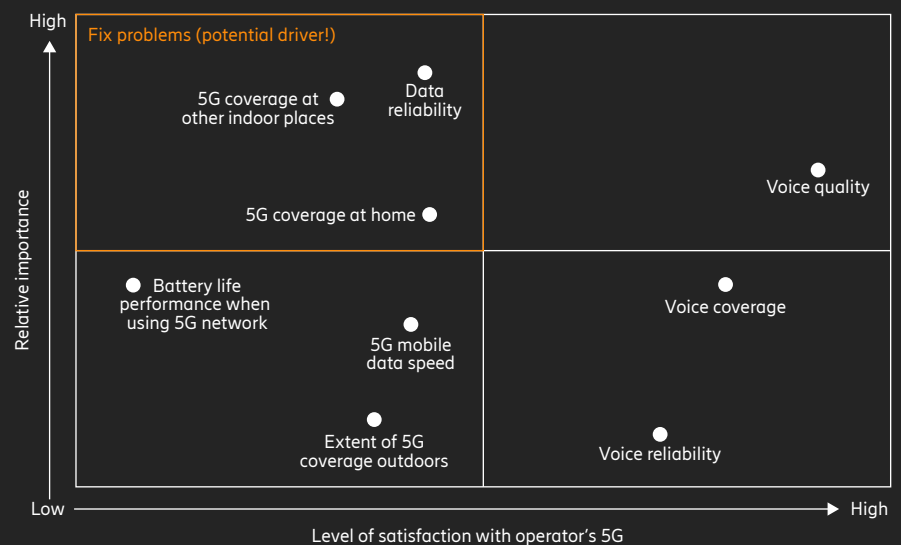 High
Fix problems (potential driver!)
Data
reliability
5G coverage at
other indoor places
Voice quality
5G coverage at home
Relative importance
Battery life
performance when
using 5G network
Voice coverage
5G mobile
data speed
Extent of 5G
coverage outdoors
Voice reliability
Low
High
Level of satisfaction with operator’s 5G